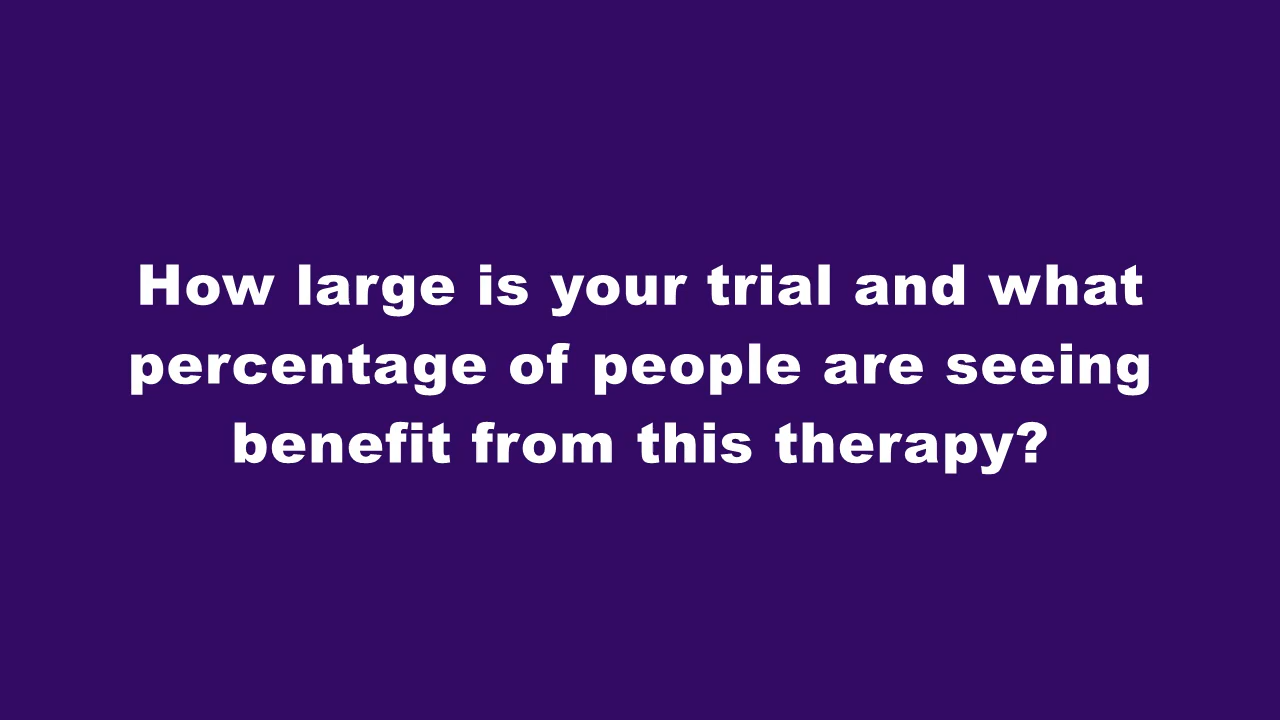 How large is your trial and what
percentage of people are seeing
benefit from this therapy?